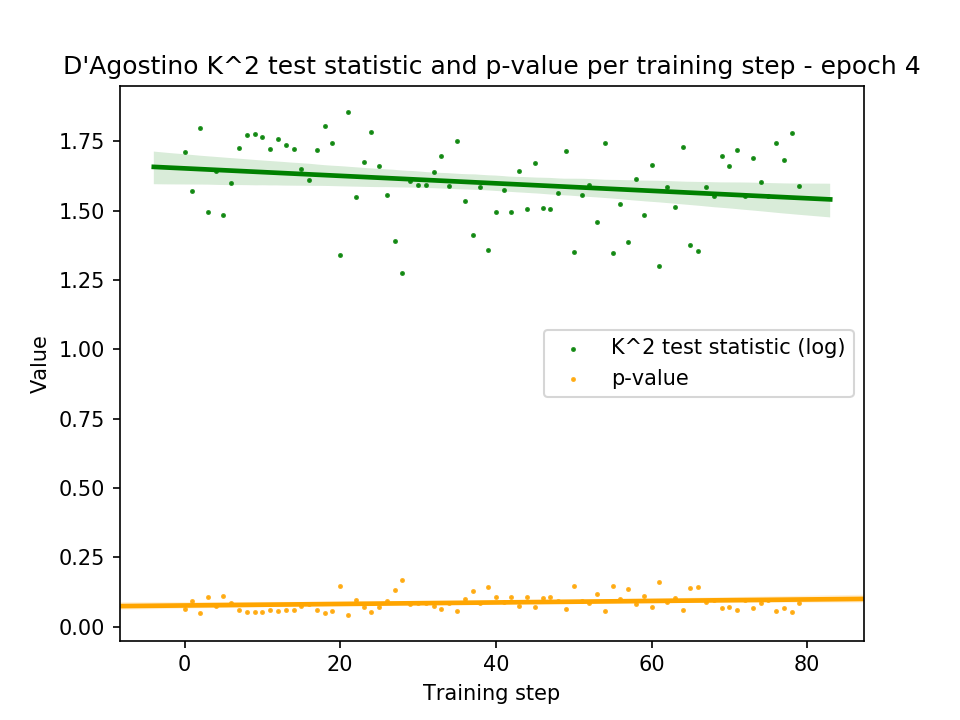 D'Agostino K^2 test statistic and p-value per training step - epoch 4
1.75
1.50
1.25
1.00
0.75
0.50
0.25
0.00
Value
K^2 test statistic (log)
p-value
0 20 40 60 80
Training step